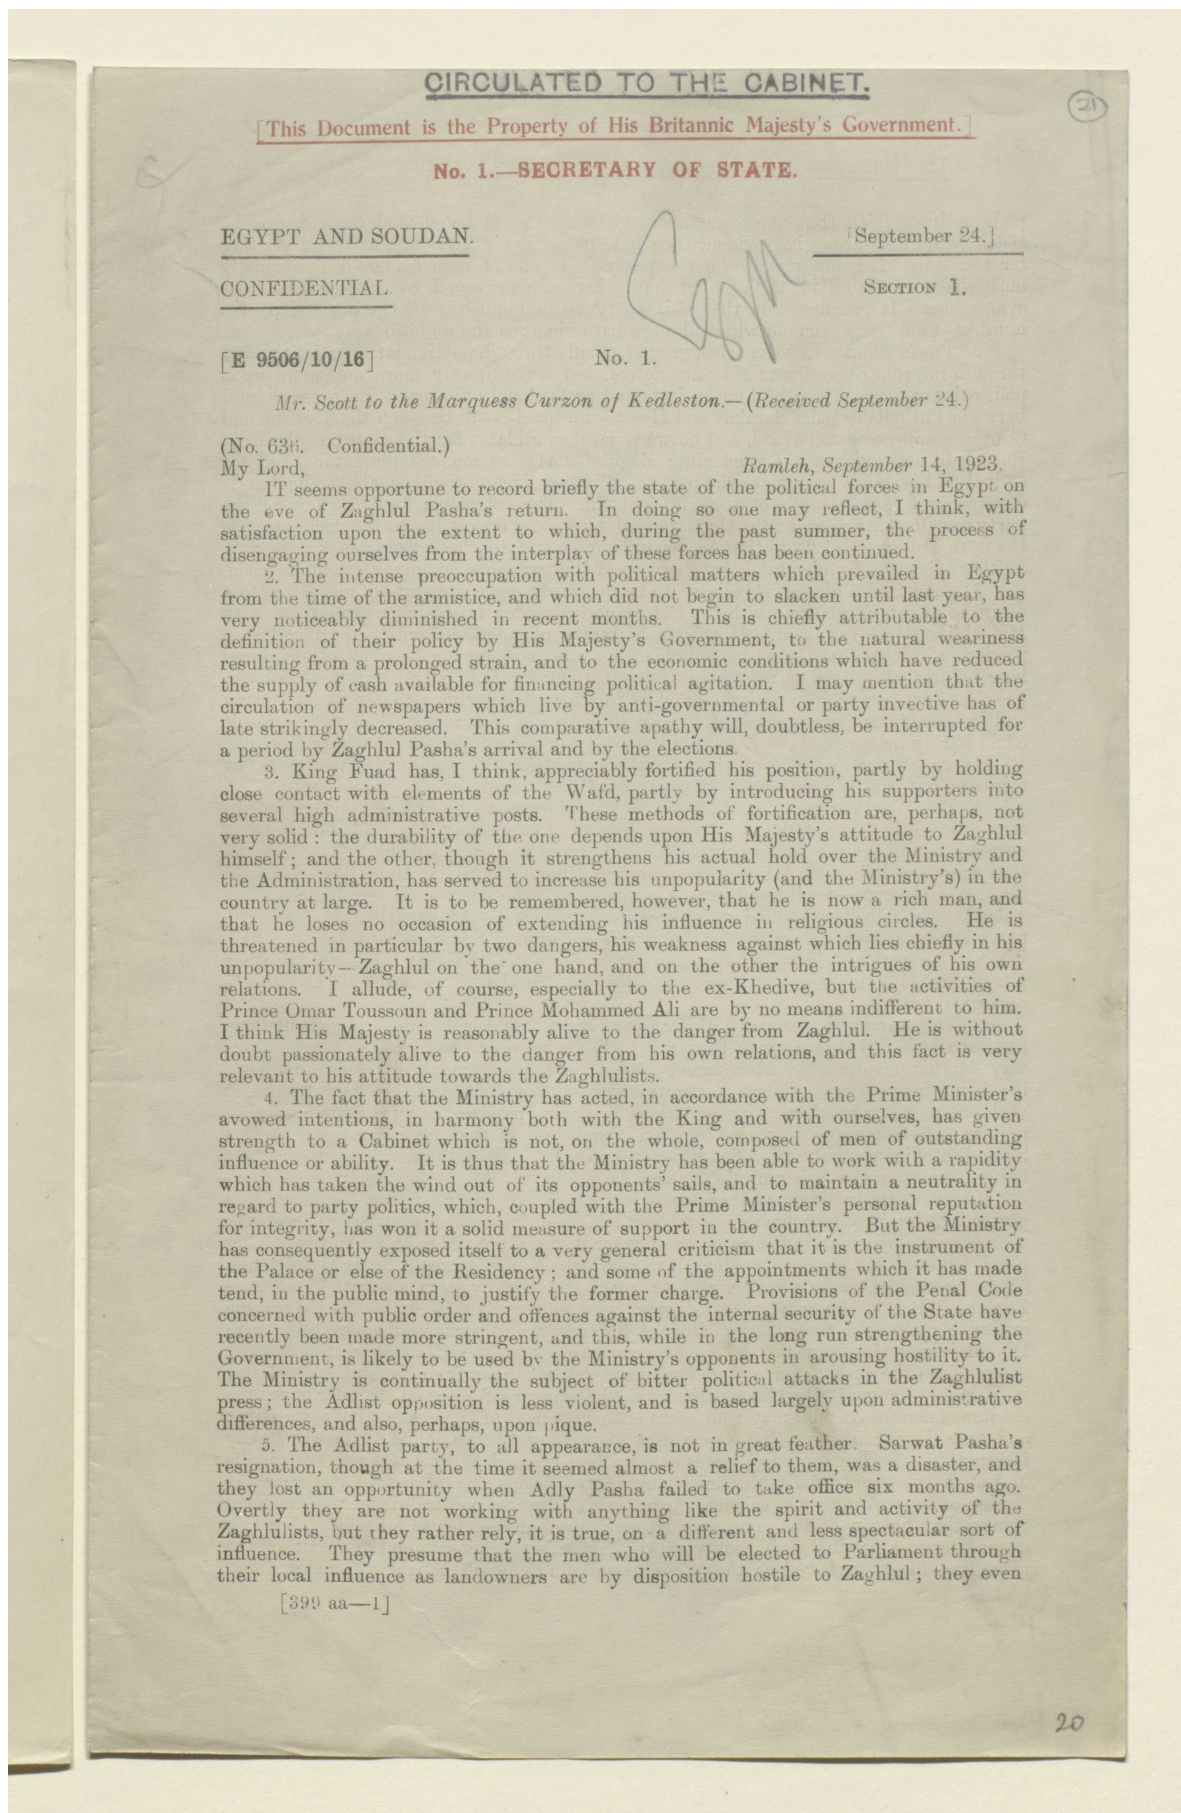 CIRCULATED TO THE CABINET.
21
[This Document is the Property of His Britannic Majesty's Government.]
No. 1.—SECRETARY OF STATE.
EGYPT AND SOUDAN.
[September 24.]
CONFIDENTIAL.
SECTION 1.
[E 9506/10/16]
No. 1.
Mr. Scott to the Marquess Curzon of Kedleston.—(Received September 24.)
(No. 636. Confidential.)
My Lord,
Ramleh, September 14, 1923.
IT seems opportune to record briefly the state of the political forces in Egypt on
the eve of Zaghlul Pasha's return. In doing so one may reflect, I think, with
satisfaction upon the extent to which, during the past summer, the process of
disengaging ourselves from the interplay of these forces has been continued.
2. The intense preoccupation with political matters which prevailed in Egypt
from the time of the armistice, and which did not begin to slacken until last year, has
very noticeably diminished in recent months. This is chiefly attributable to the
definition of their policy by His Majesty's Government, to the natural weariness
resulting from a prolonged strain, and to the economic conditions which have reduced
the supply of cash available for financing political agitation. I may mention that the
circulation of newspapers which live by anti-governmental or party invective has of
late strikingly decreased. This comparative apathy will, doubtless, be interrupted for
a period by Zaghlul Pasha's arrival and by the elections.
3. King Fuad has, I think, appreciably fortified his position, partly by holding
close contact with elements of the Wafd, partly by introducing his supporters into
several high administrative posts. These methods of fortification are, perhaps, not
very solid: the durability of the one depends upon His Majesty's attitude to Zaghlul
himself; and the other, though it strengthens his actual hold over the Ministry and
the Administration, has served to increase his unpopularity (and the Ministry's) in the
country at large. It is to be remembered, however, that he is now a rich man, and
that he loses no occasion of extending his influence in religious circles. He is
threatened in particular by two dangers, his weakness against which lies chiefly in his
unpopularity—Zaghlul on the one hand, and on the other the intrigues of his own
relations. I allude, of course, especially to the ex-Khedive, but the activities of
Prince Omar Toussoun and Prince Mohammed Ali are by no means indifferent to him.
I think His Majesty is reasonably alive to the danger from Zaghlul. He is without
doubt passionately alive to the danger from his own relations, and this fact is very
relevant to his attitude towards the Zaghlulists.
4. The fact that the Ministry has acted, in accordance with the Prime Minister's
avowed intentions, in harmony both with the King and with ourselves, has given
strength to a Cabinet which is not, on the whole, composed of men of outstanding
influence or ability. It is thus that the Ministry has been able to work with a rapidity
which has taken the wind out of its opponents' sails, and to maintain a neutrality in
regard to party politics, which, coupled with the Prime Minister's personal reputation
for integrity, has won it a solid measure of support in the country. But the Ministry
has consequently exposed itself to a very general criticism that it is the instrument of
the Palace or else of the Residency; and some of the appointments which it has made
tend, in the public mind, to justify the former charge. Provisions of the Penal Code
concerned with public order and offences against the internal security of the State have
recently been made more stringent, and this, while in the long run strengthening the
Government, is likely to be used by the Ministry's opponents in arousing hostility to it.
The Ministry is continually the subject of bitter political attacks in the Zaghlulist
press; the Adlist opposition is less violent, and is based largely upon administrative
differences, and also, perhaps, upon pique.
5. The Adlist party, to all appearance, is not in great feather. Sarwat Pasha's
resignation, though at the time it seemed almost a relief to them, was a disaster, and
they lost an opportunity when Adly Pasha failed to take office six months ago.
Overtly they are not working with anything like the spirit and activity of the
Zaghlulists, but they rather rely, it is true, on a different and less spectacular sort of
influence. They presume that the men who will be elected to Parliament through
their local influence as landowners are by disposition hostile to Zaghlul; they even
[399 aa—1]
20